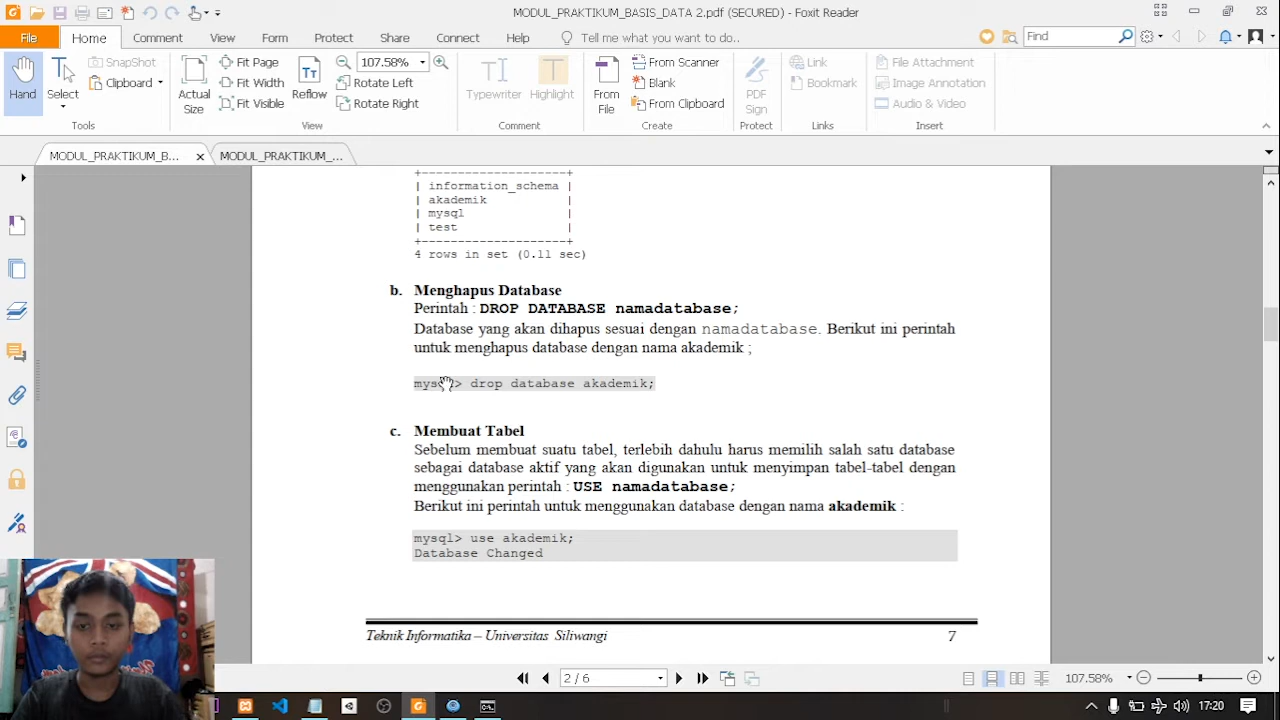 MODUL_PRAKTIKUM_BASIS_DATA 2.pdf (SECURED) - Foxit Reader
File Home Comment View Form Protect Share Connect Help Tell me what you want to do.. Find
Hand
Select
SnapShot
Clipboard
Tools
Actual Size
Fit Page
Fit Width
Fit Visible
Reflow
107.58%
Rotate Left
Rotate Right
View
Typewriter
Highlight
Comment
From File
From Scanner
Blank
From Clipboard
Create
PDF Sign
Protect
Link
Bookmark
Links
File Attachment
Image Annotation
Audio & Video
Insert
MODUL_PRAKTIKUM_B... MODUL_PRAKTIKUM_...
+--------------------+
| information_schema |
| akademik |
| mysql |
| test |
+--------------------+
4 rows in set (0.11 sec)
b. Menghapus Database
Perintah : DROP DATABASE namadatabase;
Database yang akan dihapus sesuai dengan namadatabase. Berikut ini perintah
untuk menghapus database dengan nama akademik ;
mysql> drop database akademik;
c. Membuat Tabel
Sebelum membuat suatu tabel, terlebih dahulu harus memilih salah satu database
sebagai database aktif yang akan digunakan untuk menyimpan tabel-tabel dengan
menggunakan perintah : USE namadatabase;
Berikut ini perintah untuk menggunakan database dengan nama akademik :
mysql> use akademik;
Database Changed
Teknik Informatika – Universitas Siliwangi 7
2 / 6
107.58%
17:20